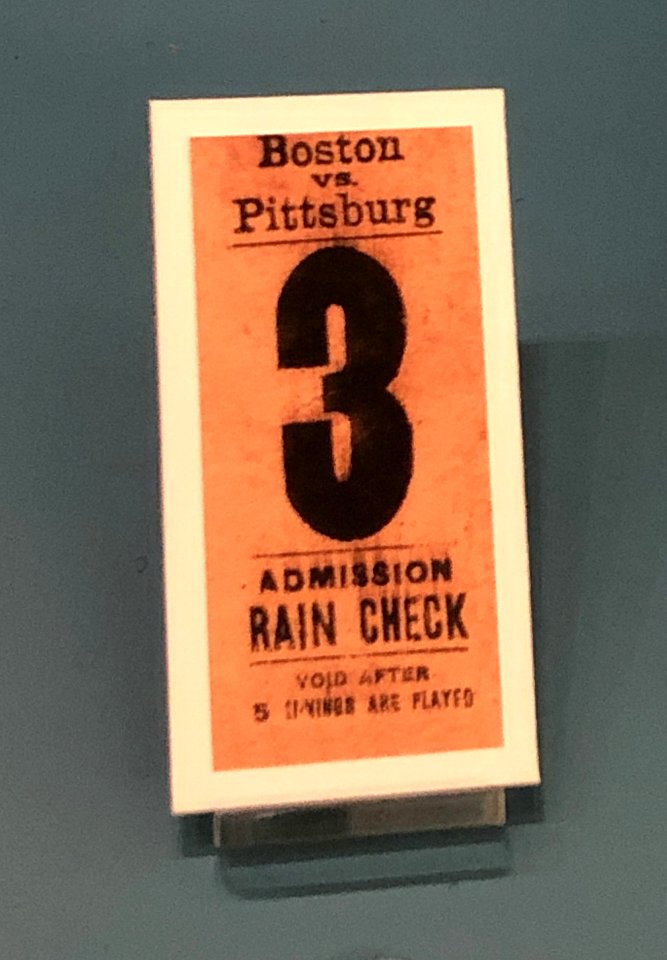 Boston
vs.
Pittsburg
3
ADMISSION
RAIN CHECK
VOID AFTER
5 INNINGS ARE PLAYED